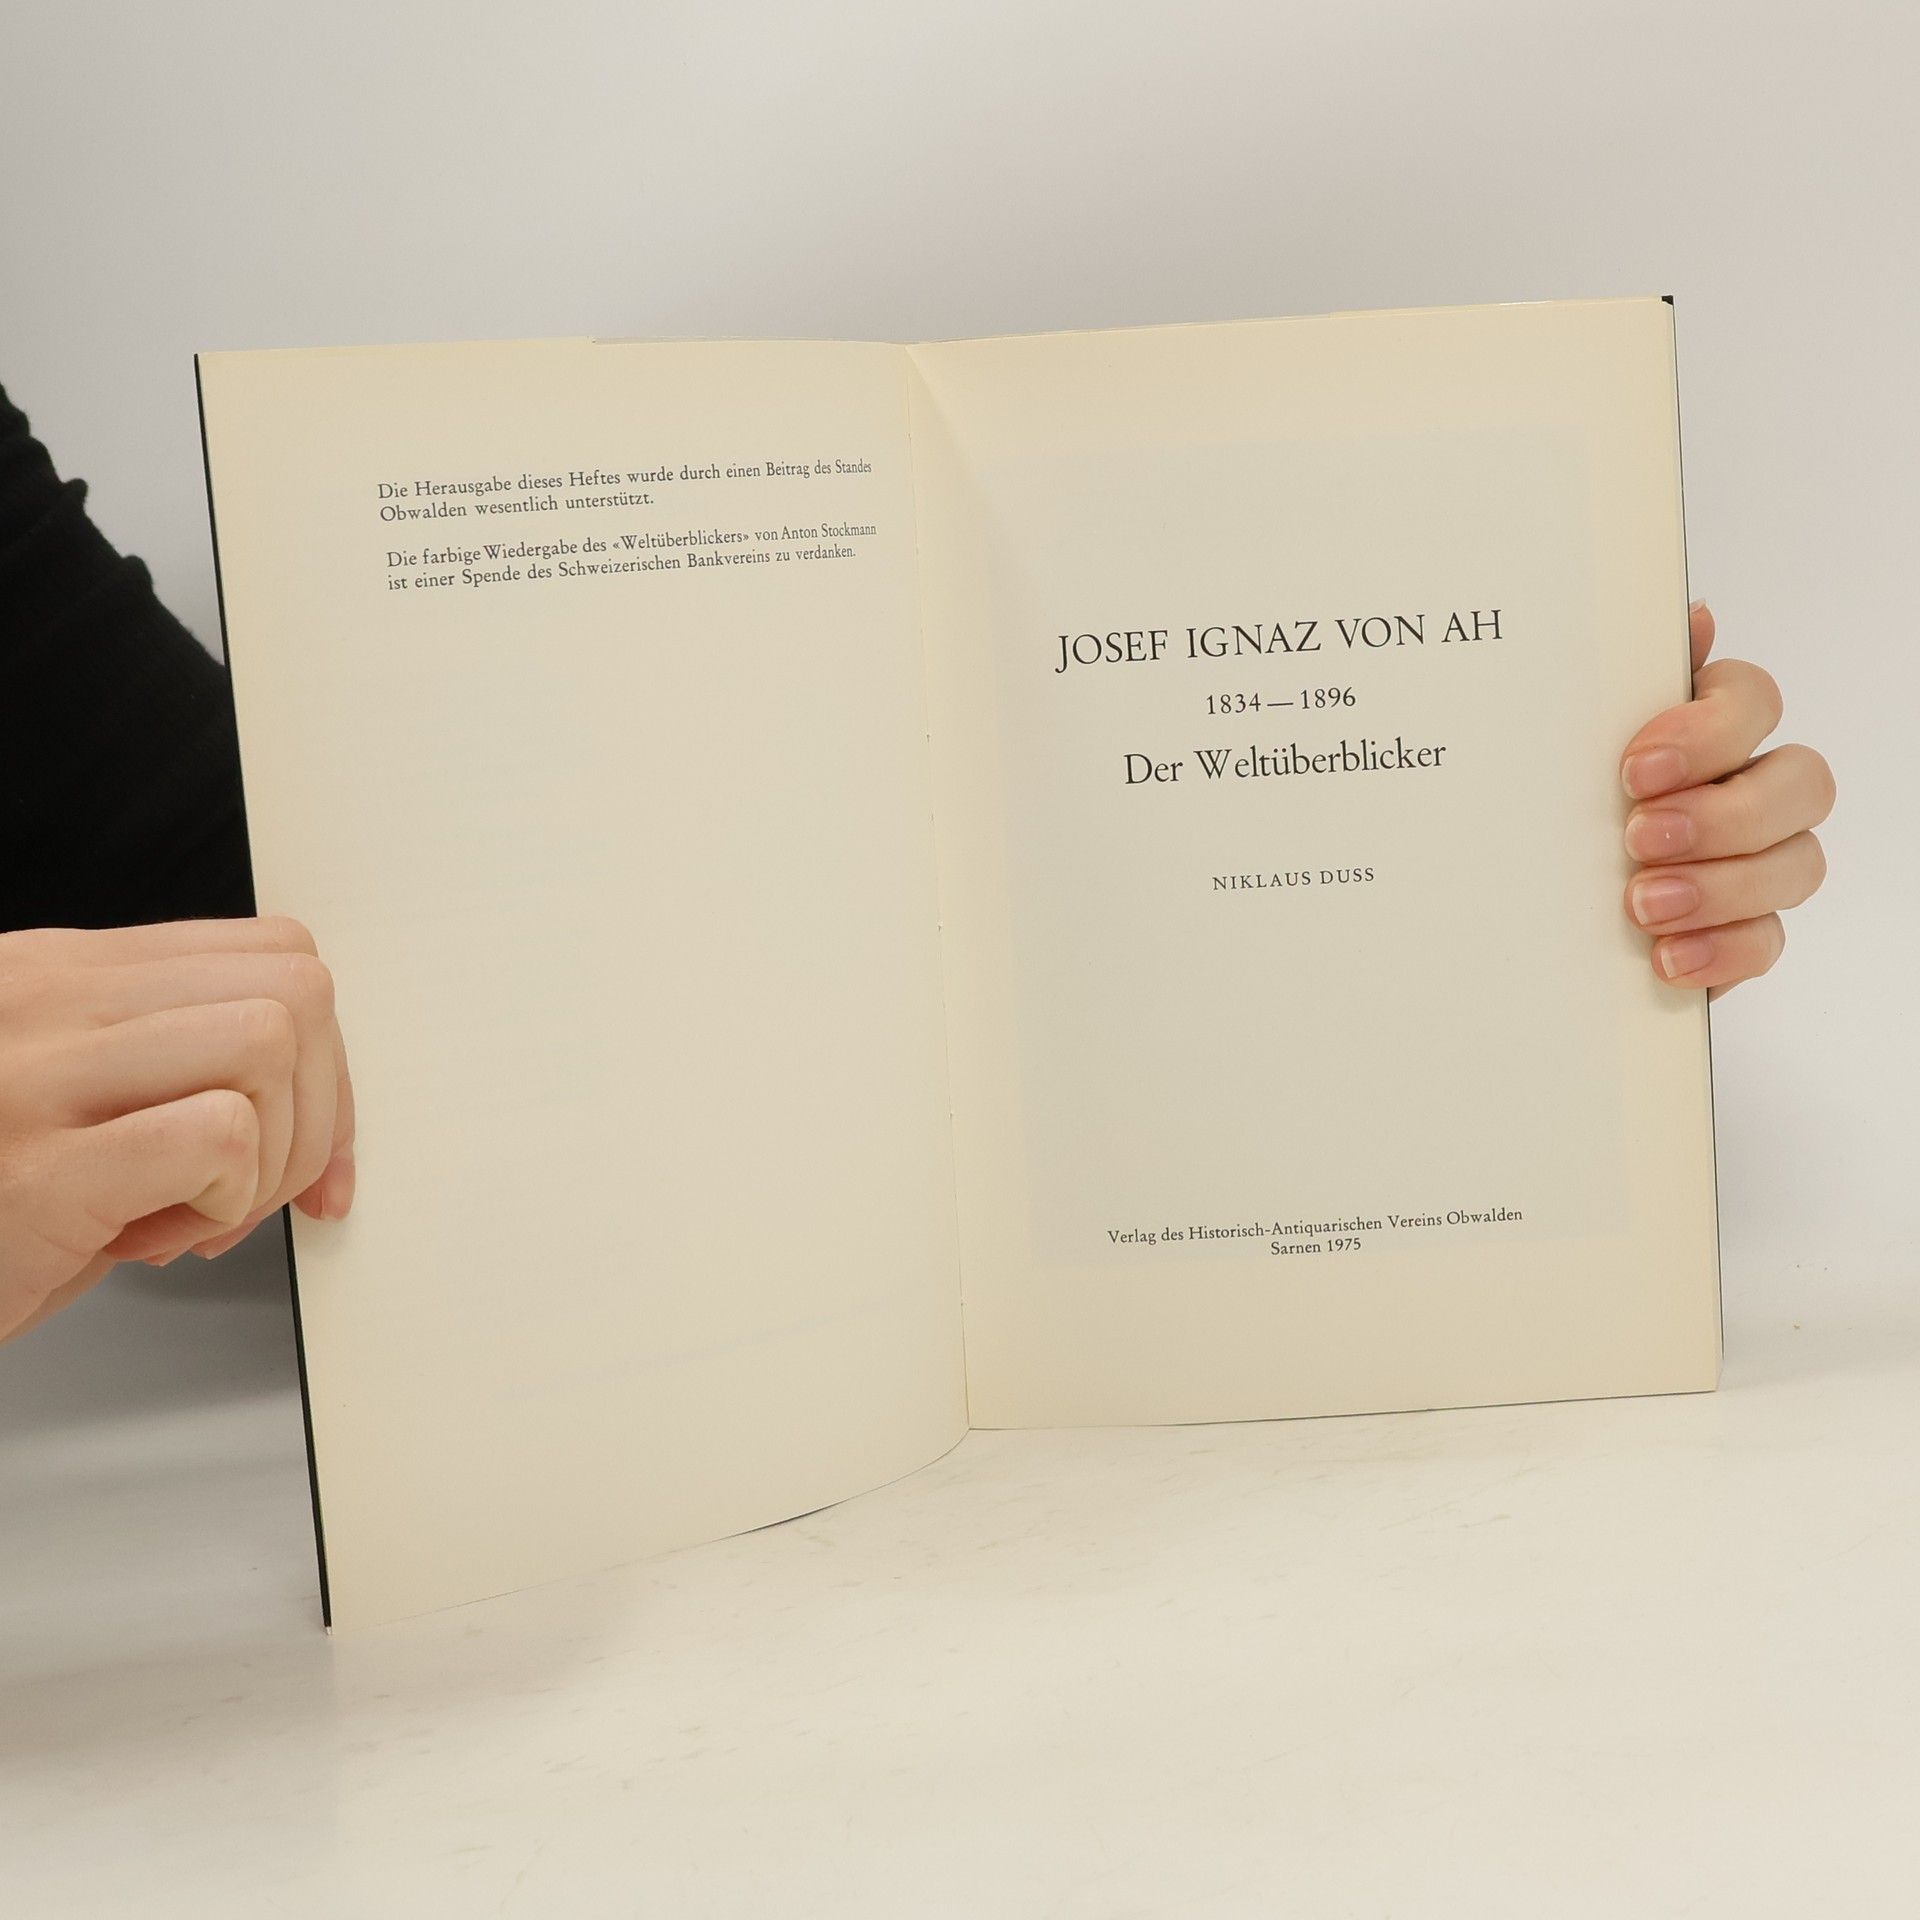 Die Herausgabe dieses Heftes wurde durch einen Beitrag des Standes
Obwalden wesentlich unterstützt.
Die farbige Wiedergabe des «Weltüberblickers» von Anton Stockmann
ist einer Spende des Schweizerischen Bankvereins zu verdanken.
JOSEF IGNAZ VON AH
1834 — 1896
Der Weltüberblicker
NIKLAUS DUSS
Verlag des Historisch-Antiquarischen Vereins Obwalden
Sarnen 1975